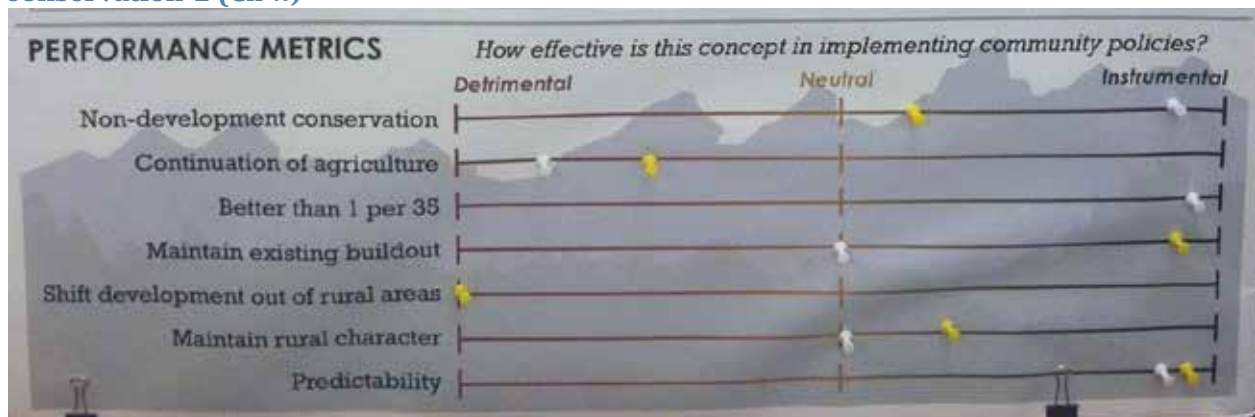 PERFORMANCE METRICS
How effective is this concept in implementing community policies?
Detrimental Neutral Instrumental
Non-development conservation
Continuation of agriculture
Better than 1 per 35
Maintain existing buildout
Shift development out of rural areas
Maintain rural character
Predictability